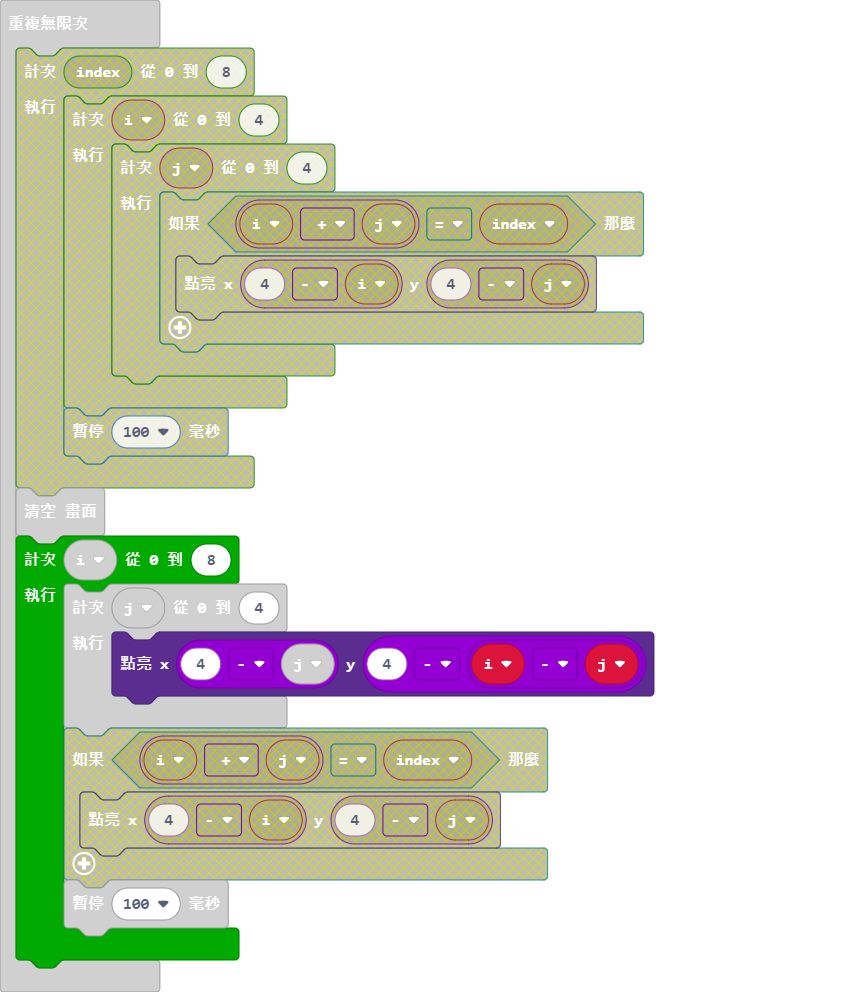 重複無限次
計次 index 從 0 到 8
執行
計次 i 從 0 到 4
執行
計次 j 從 0 到 4
執行
如果 i + j = index 那麼
點亮 x 4 - i y 4 - j
暫停 100 毫秒
清空 畫面
計次 i 從 0 到 8
執行
計次 j 從 0 到 4
執行
點亮 x 4 - j y 4 - i - j
如果 i + j = index 那麼
點亮 x 4 - i y 4 - j
暫停 100 毫秒